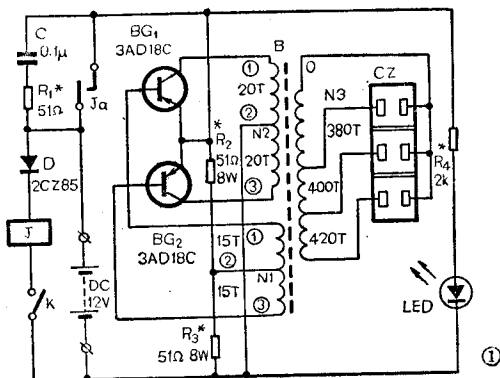 C
0.1μ
R₁*
51Ω
Ja
D
2CZ85
J
K
DC
12V
BG₁
3AD18C
BG₂
3AD18C
*
R₂
51Ω
8W
R₃*
51Ω 8W
B
①
20T
②
N2
20T
③
15T
①
②
15T
N1
③
O
N3
380T
400T
420T
CZ
*
R₄
2k
LED
①